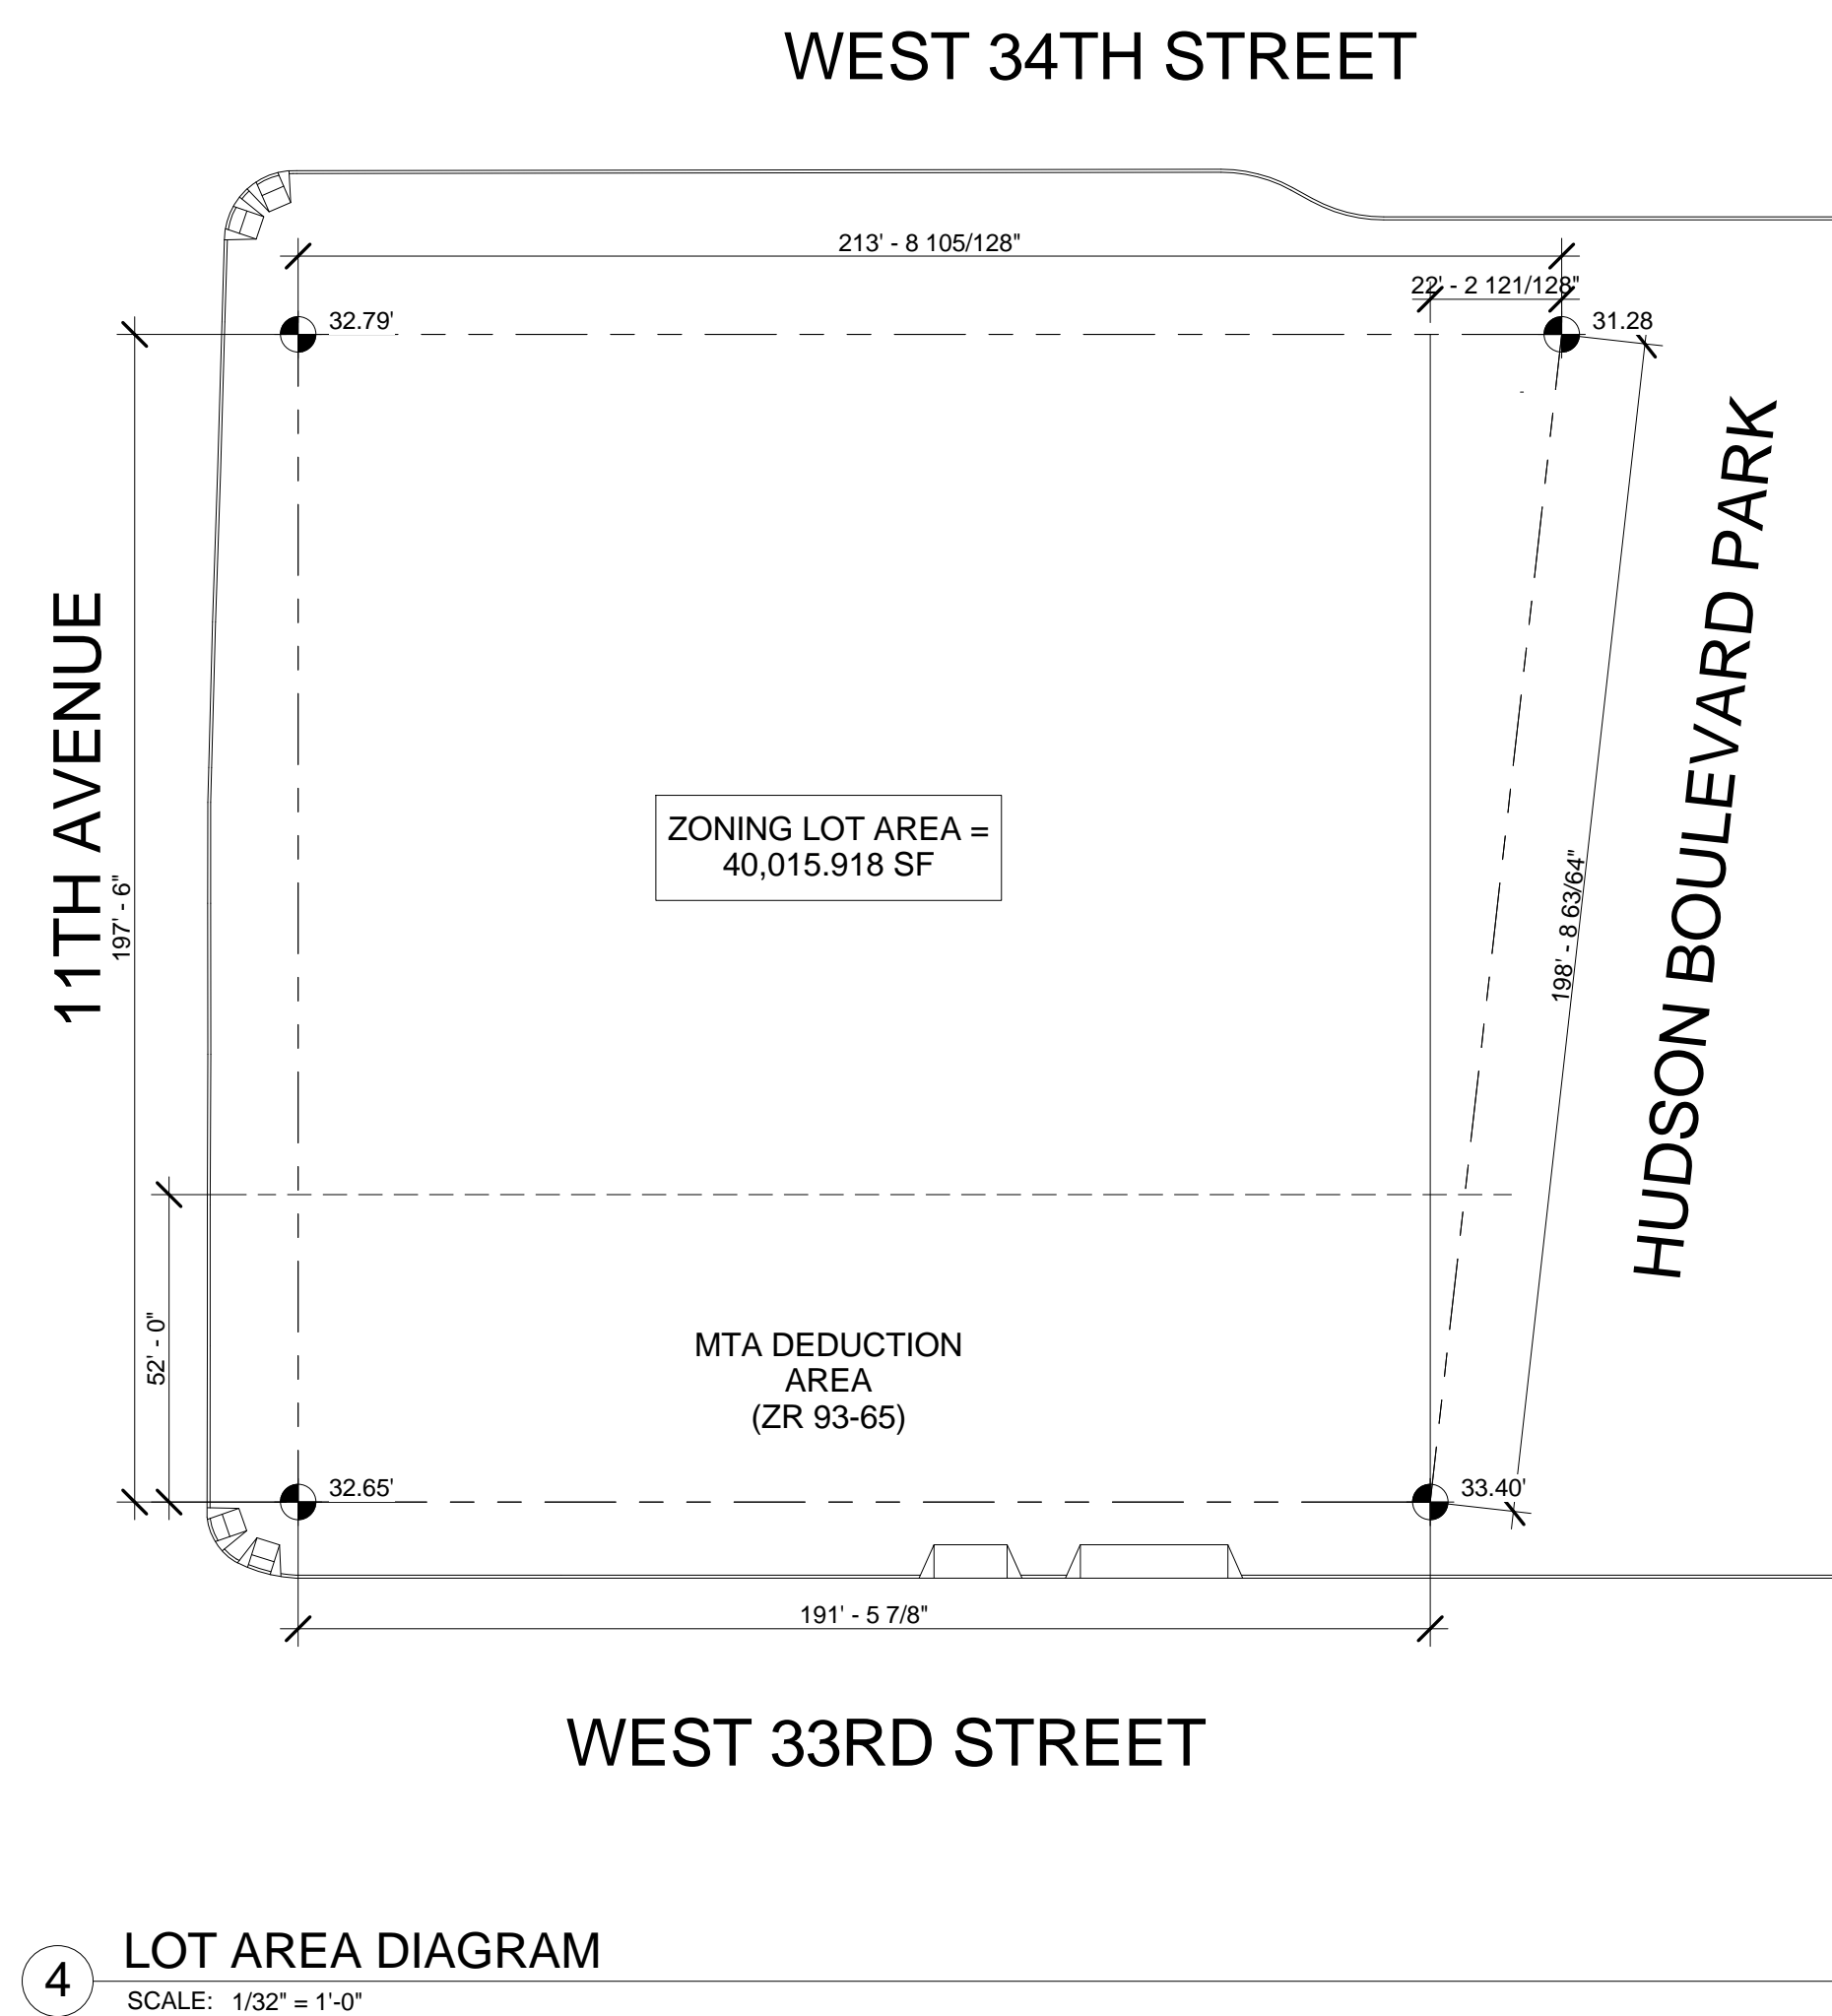 WEST 34TH STREET
213' - 8 105/128"
22' - 2 121/128"
32.79'
31.28
HUDSON BOULEVARD PARK
11TH AVENUE
197' - 6"
ZONING LOT AREA =
40,015.918 SF
198' - 8 63/64"
52' - 0"
MTA DEDUCTION
AREA
(ZR 93-65)
32.65'
33.40'
191' - 5 7/8"
WEST 33RD STREET
4
LOT AREA DIAGRAM
SCALE: 1/32" = 1'-0"